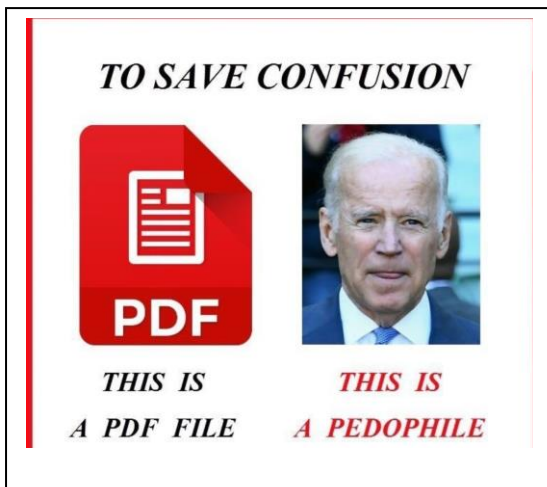 TO SAVE CONFUSION
PDF
THIS IS
A PDF FILE
THIS IS
A PEDOPHILE